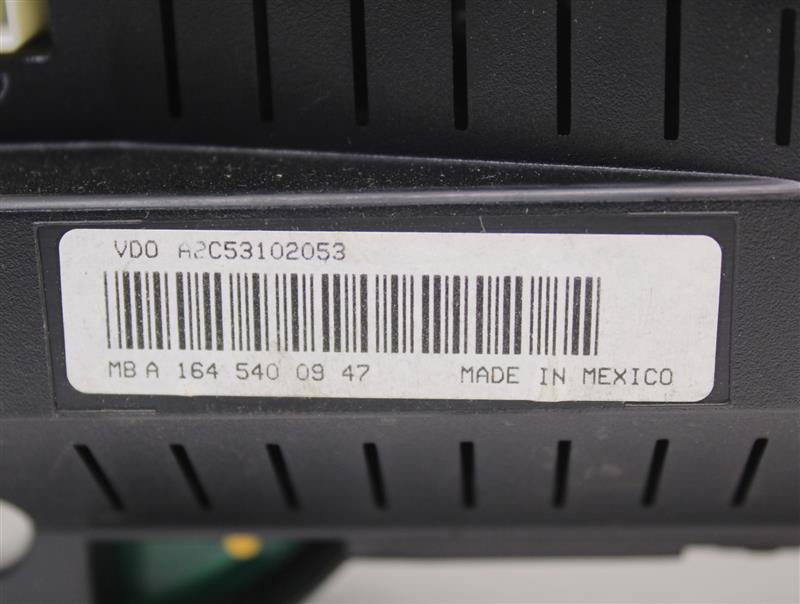 VDO A2C53102053
MB A 164 540 09 47 MADE IN MEXICO